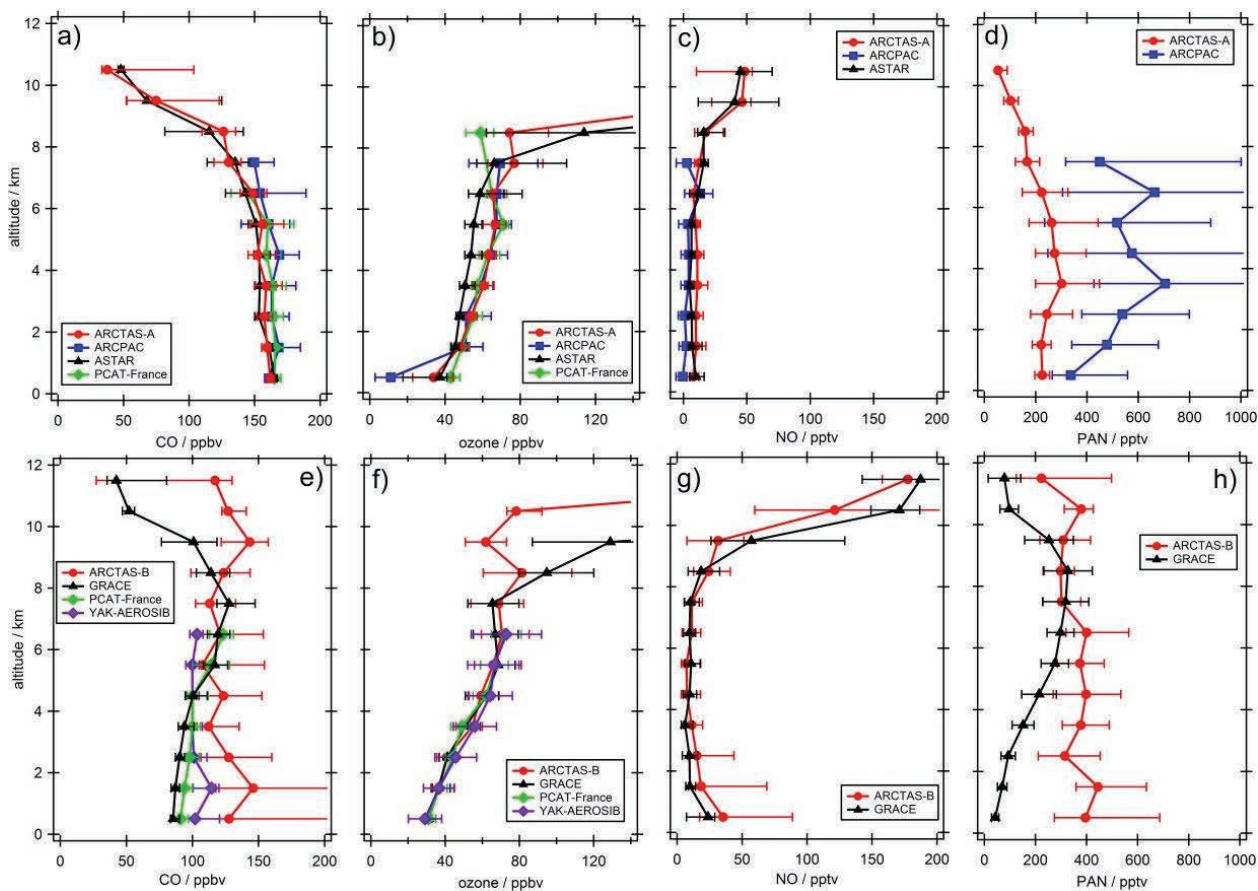 a)
b)
c)
d)
12
10
8
6
4
2
0
altitude / km
ARCTAS-A
ARCPAC
ASTAR
PCAT-France
0
50
100
150
200
CO / ppbv
ARCTAS-A
ARCPAC
ASTAR
PCAT-France
0
40
80
120
ozone / ppbv
ARCTAS-A
ARCPAC
ASTAR
0
50
100
150
200
NO / pptv
ARCTAS-A
ARCPAC
0
200
400
600
800
1000
PAN / pptv
e)
f)
g)
h)
12
10
8
6
4
2
0
altitude / km
ARCTAS-B
GRACE
PCAT-France
YAK-AEROSIB
0
50
100
150
200
CO / ppbv
ARCTAS-B
GRACE
PCAT-France
YAK-AEROSIB
0
40
80
120
ozone / ppbv
ARCTAS-B
GRACE
0
50
100
150
200
NO / pptv
ARCTAS-B
GRACE
0
200
400
600
800
1000
PAN / pptv